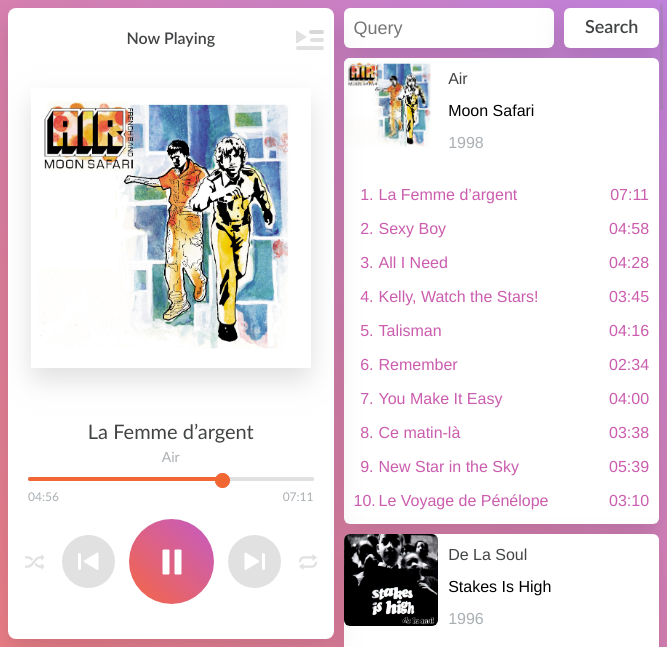 Now Playing
AIR
FRENCH BAND
MOON SAFARI
La Femme d’argent
Air
04:56 07:11
Query Search
AIR
Air
Moon Safari
1998
1. La Femme d’argent 07:11
2. Sexy Boy 04:58
3. All I Need 04:28
4. Kelly, Watch the Stars! 03:45
5. Talisman 04:16
6. Remember 02:34
7. You Make It Easy 04:00
8. Ce matin-là 03:38
9. New Star in the Sky 05:39
10. Le Voyage de Pénélope 03:10
stakes
is high
de la soul
De La Soul
Stakes Is High
1996